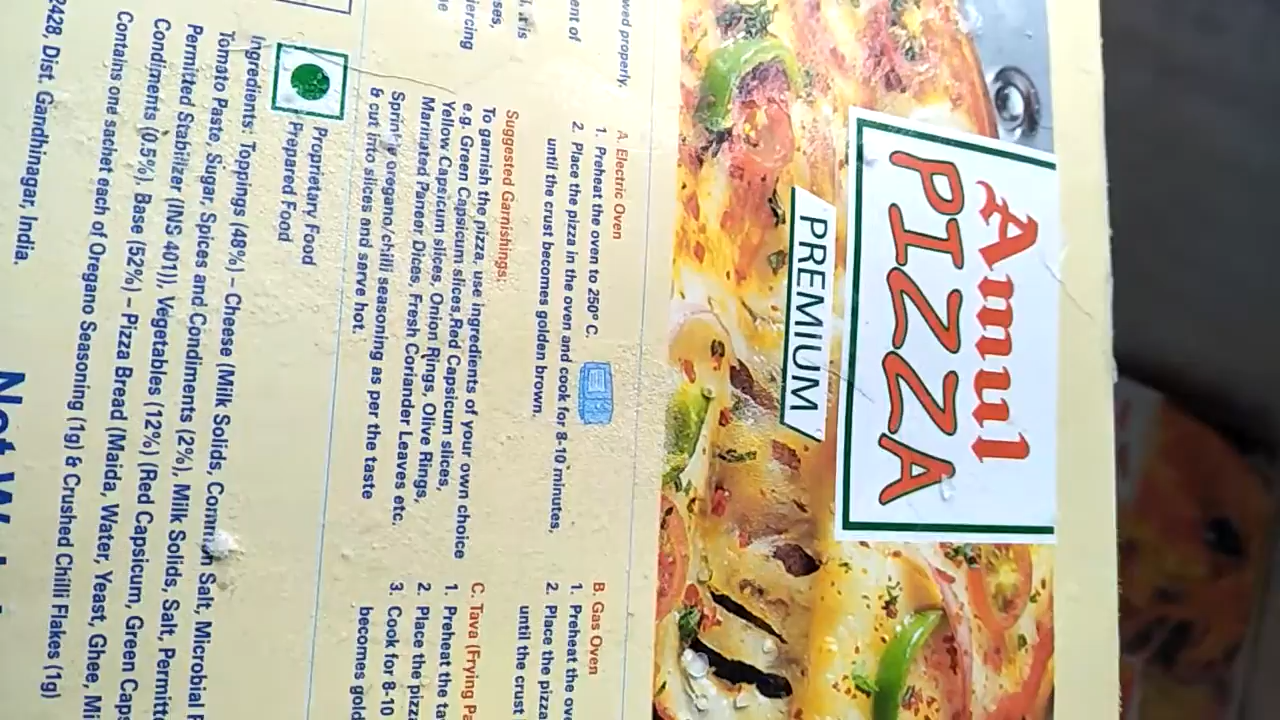 Amul
PIZZA
PREMIUM
wed properly.
ent of
is
ses,
iercing
A. Electric Oven
1. Preheat the oven to 250° C.
2. Place the pizza in the oven and cook for 8-10 minutes,
until the crust becomes golden brown.
Suggested Garnishings:
To garnish the pizza, use ingredients of your own choice
e.g. Green Capsicum slices,Red Capsicum slices,
Yellow Capsicum slices, Onion Rings, Olive Rings,
Marinated Paneer Dices, Fresh Coriander Leaves etc.
oregano/chilli seasoning as per the taste
& cut into slices and serve hot.
B. Gas Oven
1. Preheat the ove
2. Place the pizza
until the crust
C. Tava (Frying Pa
1. Preheat the ta
2. Place the pizza
3. Cook for 8-10
becomes gold
Proprietary Food
Prepared Food
Ingredients: Toppings (48%) – Cheese (Milk Solids, Common Salt, Microbial
Tomato Paste, Sugar, Spices and Condiments (2%), Milk Solids, Salt, Permitte
Permitted Stabilizer (INS 401)), Vegetables (12%) (Red Capsicum, Green Caps
Condiments (0.5%). Base (52%) – Pizza Bread (Maida, Water, Yeast, Ghee, Mi
Contains one sachet each of Oregano Seasoning (1g) & Crushed Chilli Flakes (1g)
2428, Dist. Gandhinagar, India.
Net